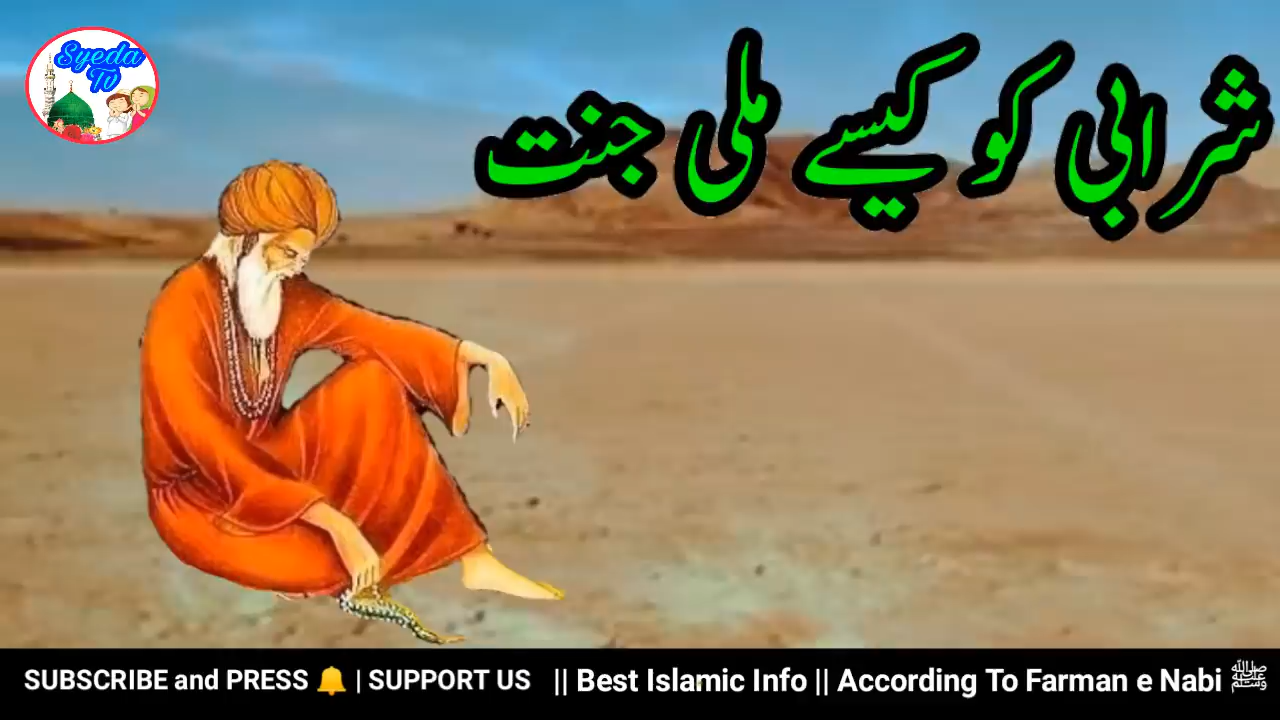 Syeda
Tv
شرابی کو کیسے ملی جنت
SUBSCRIBE and PRESS 🔔 | SUPPORT US || Best Islamic Info || According To Farman e Nabi ﷺ